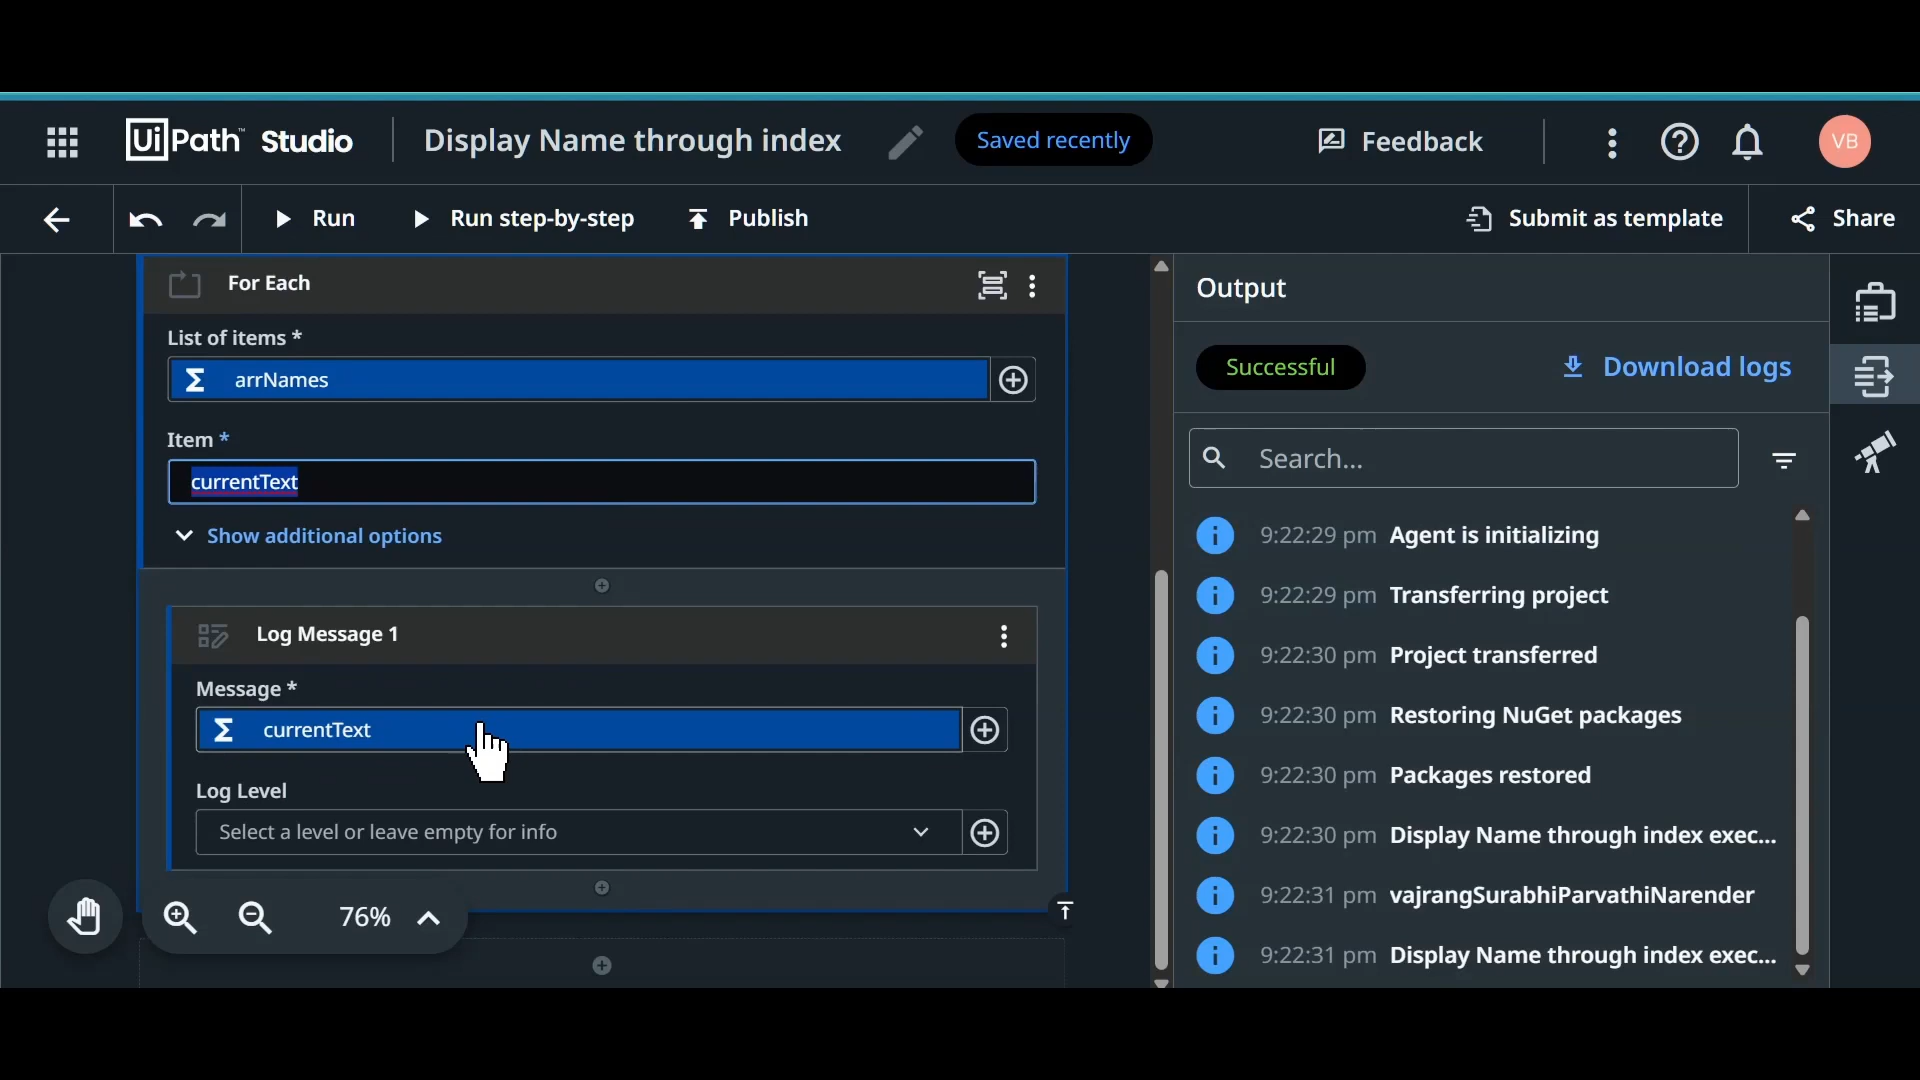 UiPath™ Studio Display Name through index Saved recently Feedback VB
Run Run step-by-step Publish Submit as template Share
For Each
List of items *
arrNames
Item *
currentText
Show additional options
Log Message 1
Message *
currentText
Log Level
Select a level or leave empty for info
76%
Output
Successful Download logs
Search...
9:22:29 pm Agent is initializing
9:22:29 pm Transferring project
9:22:30 pm Project transferred
9:22:30 pm Restoring NuGet packages
9:22:30 pm Packages restored
9:22:30 pm Display Name through index exec...
9:22:31 pm vajrangSurabhiParvathiNarender
9:22:31 pm Display Name through index exec...